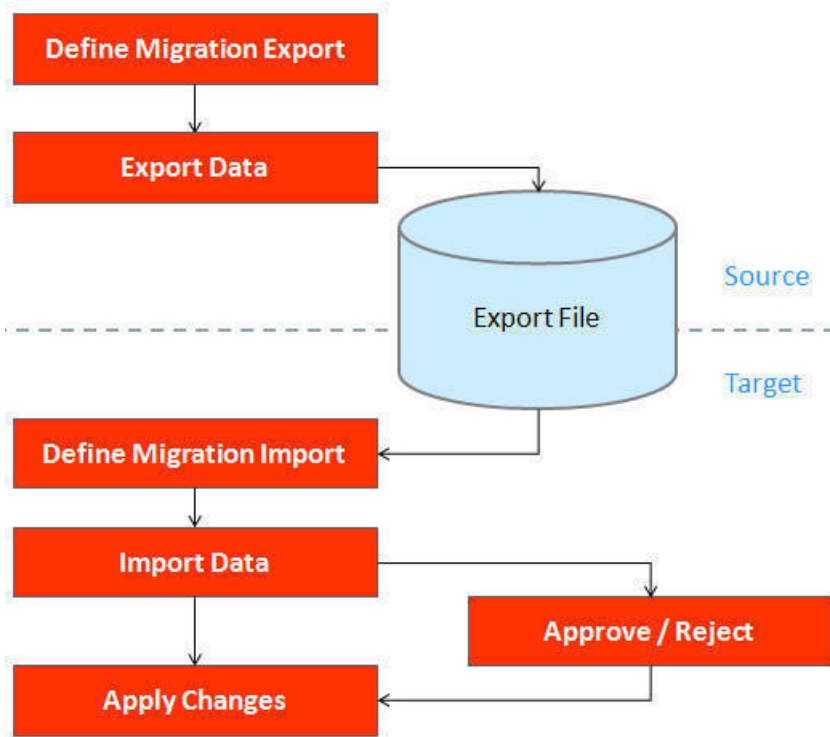 Define Migration Export
Export Data
Source
Export File
Target
Define Migration Import
Import Data
Approve / Reject
Apply Changes